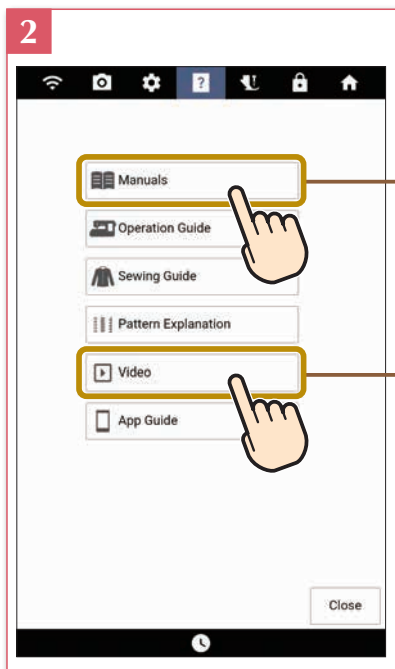 2
?
Manuals
Operation Guide
Sewing Guide
Pattern Explanation
Video
App Guide
Close